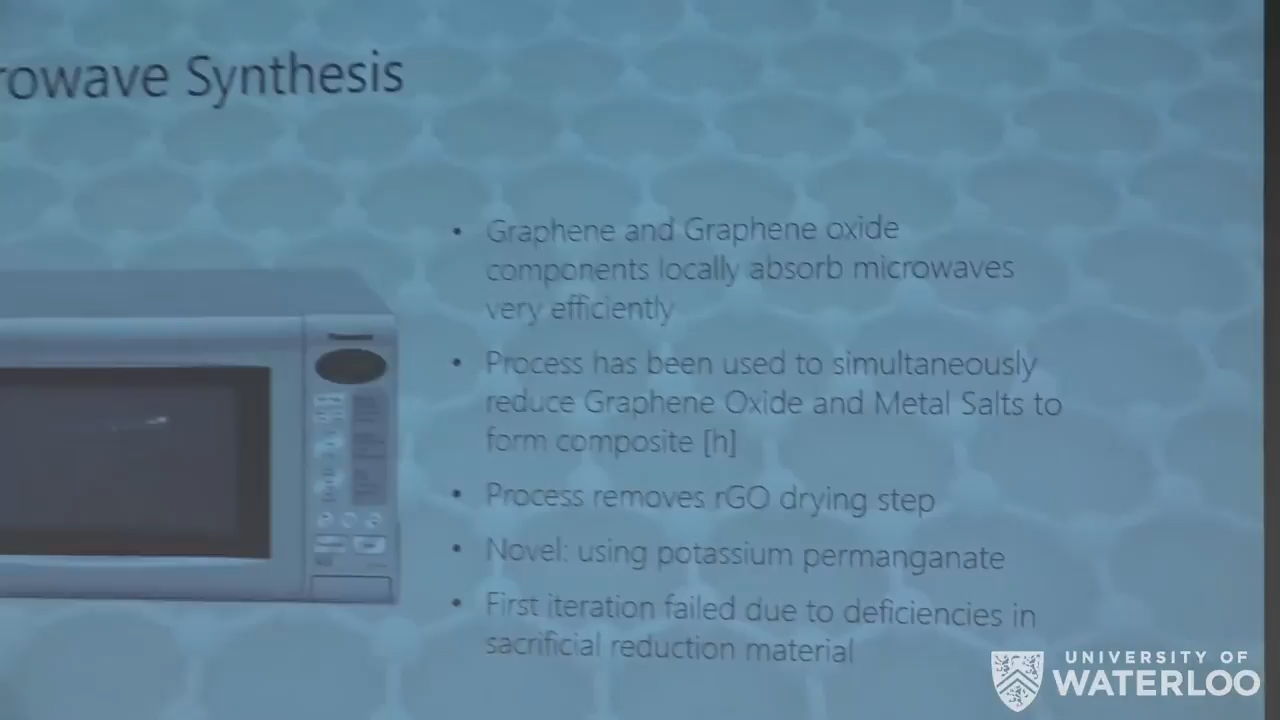 rowave Synthesis
• Graphene and Graphene oxide
components locally absorb microwaves
very efficiently
• Process has been used to simultaneously
reduce Graphene Oxide and Metal Salts to
form composite [h]
• Process removes rGO drying step
• Novel: using potassium permanganate
• First iteration failed due to deficiencies in
sacrificial reduction material
UNIVERSITY OF
WATERLOO